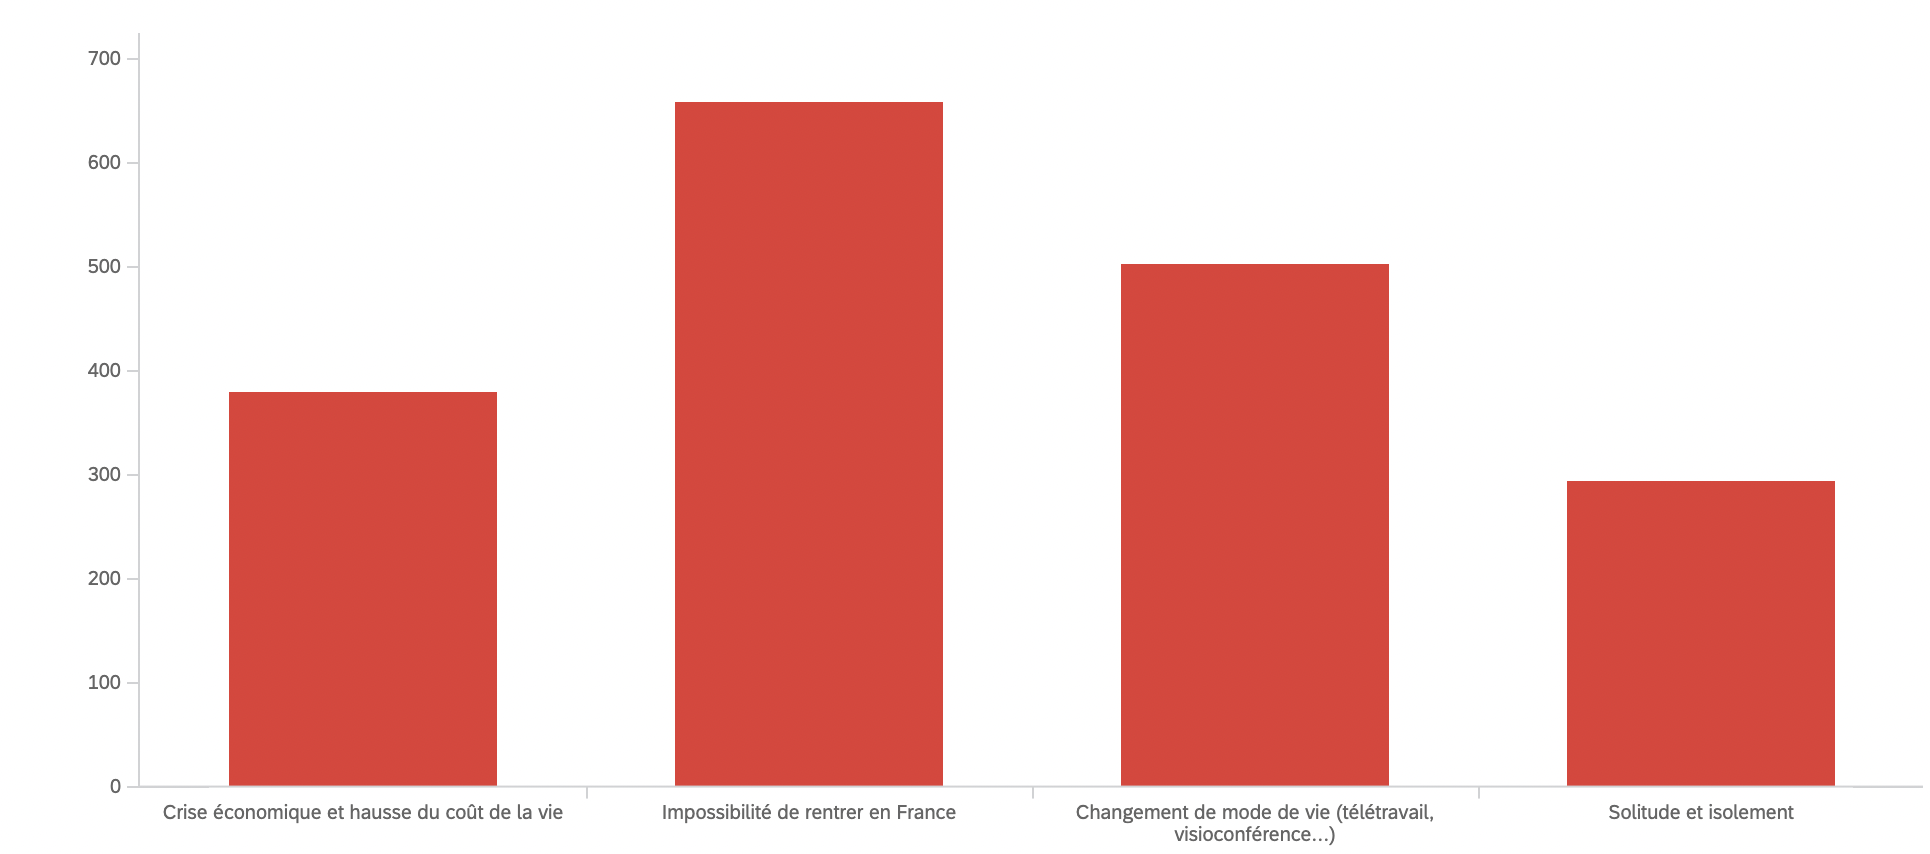 700
600
500
400
300
200
100
0
Crise économique et hausse du coût de la vie
Impossibilité de rentrer en France
Changement de mode de vie (télétravail,
visioconférence...)
Solitude et isolement